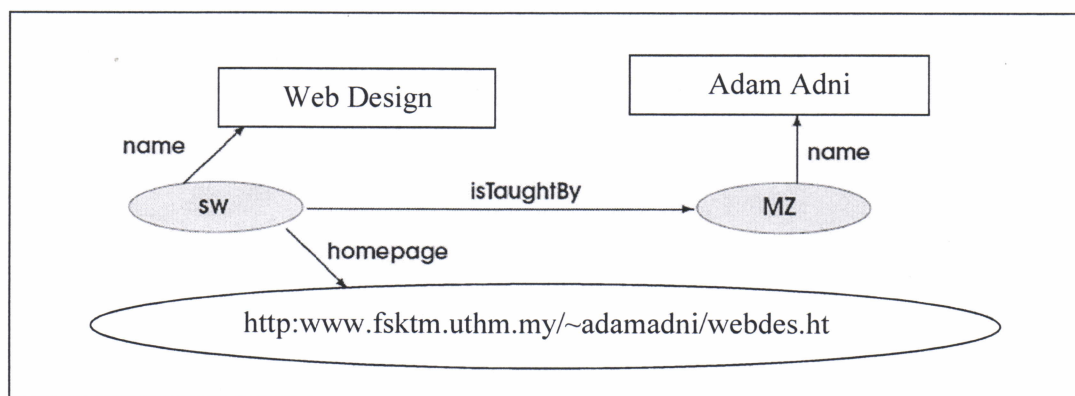 Web Design
Adam Adni
name
name
sw
isTaughtBy
MZ
homepage
http:www.fsktm.uthm.my/~adamadni/webdes.ht